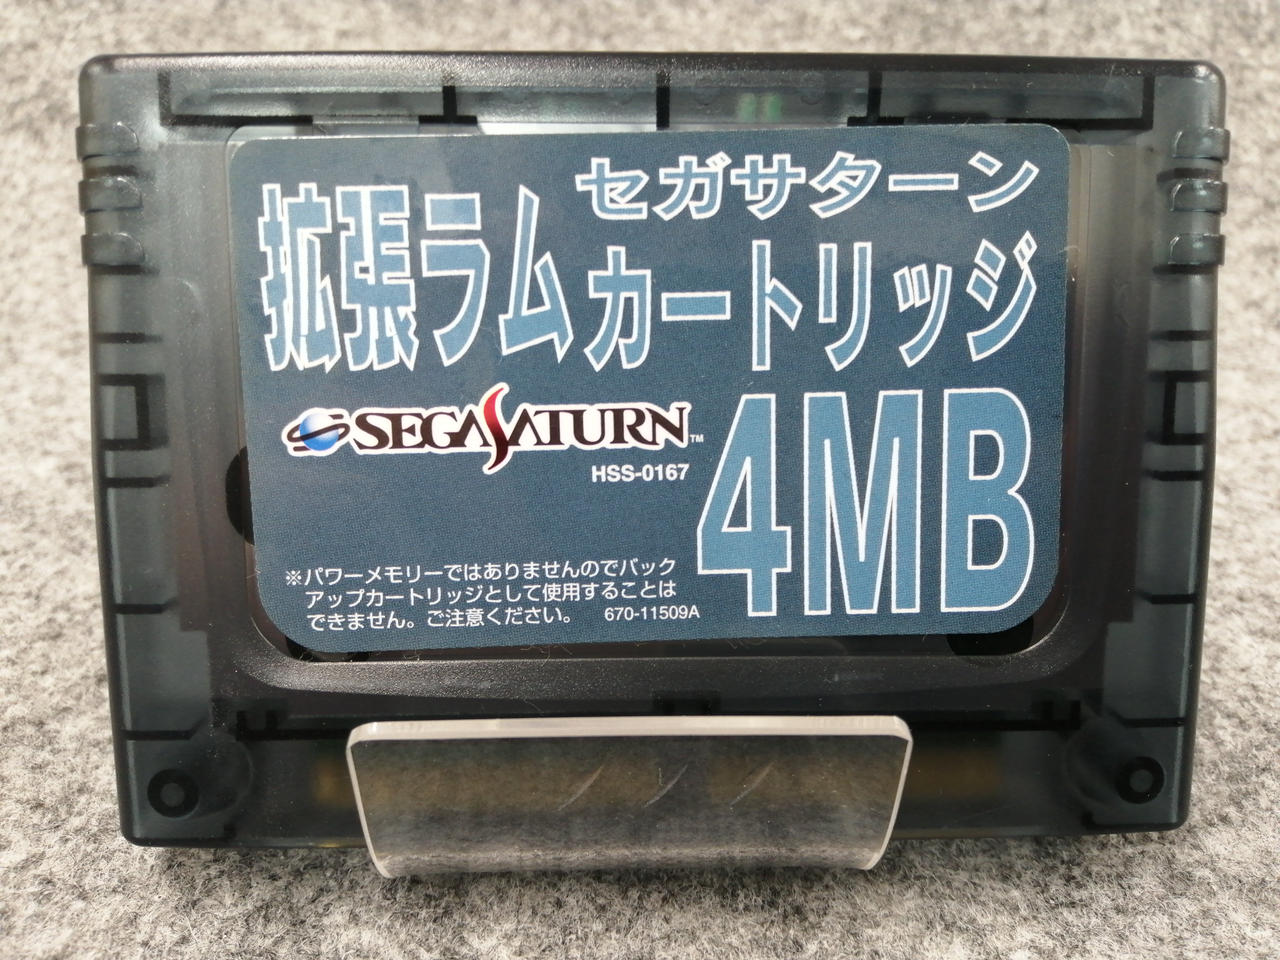 セガサターン
拡張ラムカートリッジ
4MB
SEGASATURN™
HSS-0167
※パワーメモリーではありませんのでバック
アップカートリッジとして使用することは
できません。ご注意ください。 670-11509A